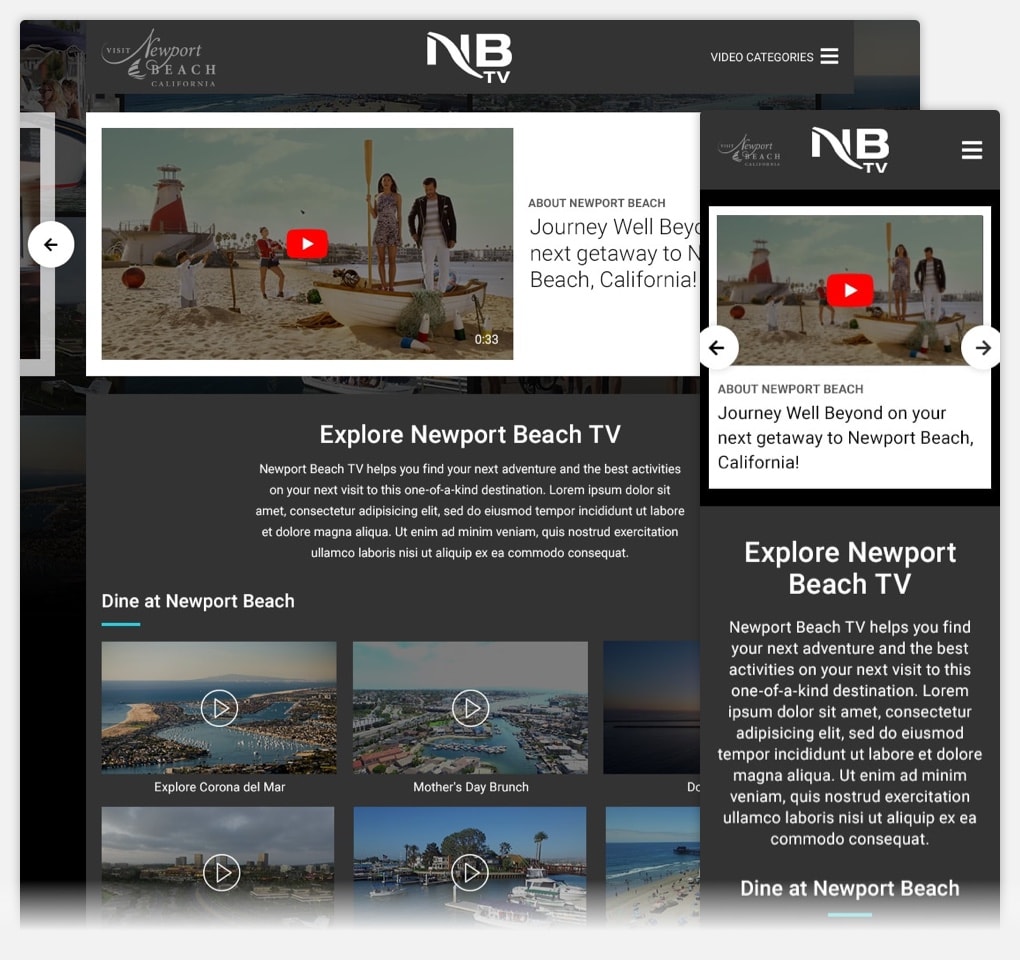 VISIT Newport
BEACH
CALIFORNIA
NB
TV
VIDEO CATEGORIES
0:33
ABOUT NEWPORT BEACH
Journey Well Beyo
next getaway to N
Beach, California!
Explore Newport Beach TV
Newport Beach TV helps you find your next adventure and the best activities
on your next visit to this one-of-a-kind destination. Lorem ipsum dolor sit
amet, consectetur adipisicing elit, sed do eiusmod tempor incididunt ut labore
et dolore magna aliqua. Ut enim ad minim veniam, quis nostrud exercitation
ullamco laboris nisi ut aliquip ex ea commodo consequat.
Dine at Newport Beach
Explore Corona del Mar
Mother's Day Brunch
Do
VISIT Newport
BEACH
CALIFORNIA
NB
TV
ABOUT NEWPORT BEACH
Journey Well Beyond on your
next getaway to Newport Beach,
California!
Explore Newport
Beach TV
Newport Beach TV helps you find
your next adventure and the best
activities on your next visit to this
one-of-a-kind destination. Lorem
ipsum dolor sit amet, consectetur
adipisicing elit, sed do eiusmod
tempor incididunt ut labore et dolore
magna aliqua. Ut enim ad minim
veniam, quis nostrud exercitation
ullamco laboris nisi ut aliquip ex ea
commodo consequat.
Dine at Newport Beach